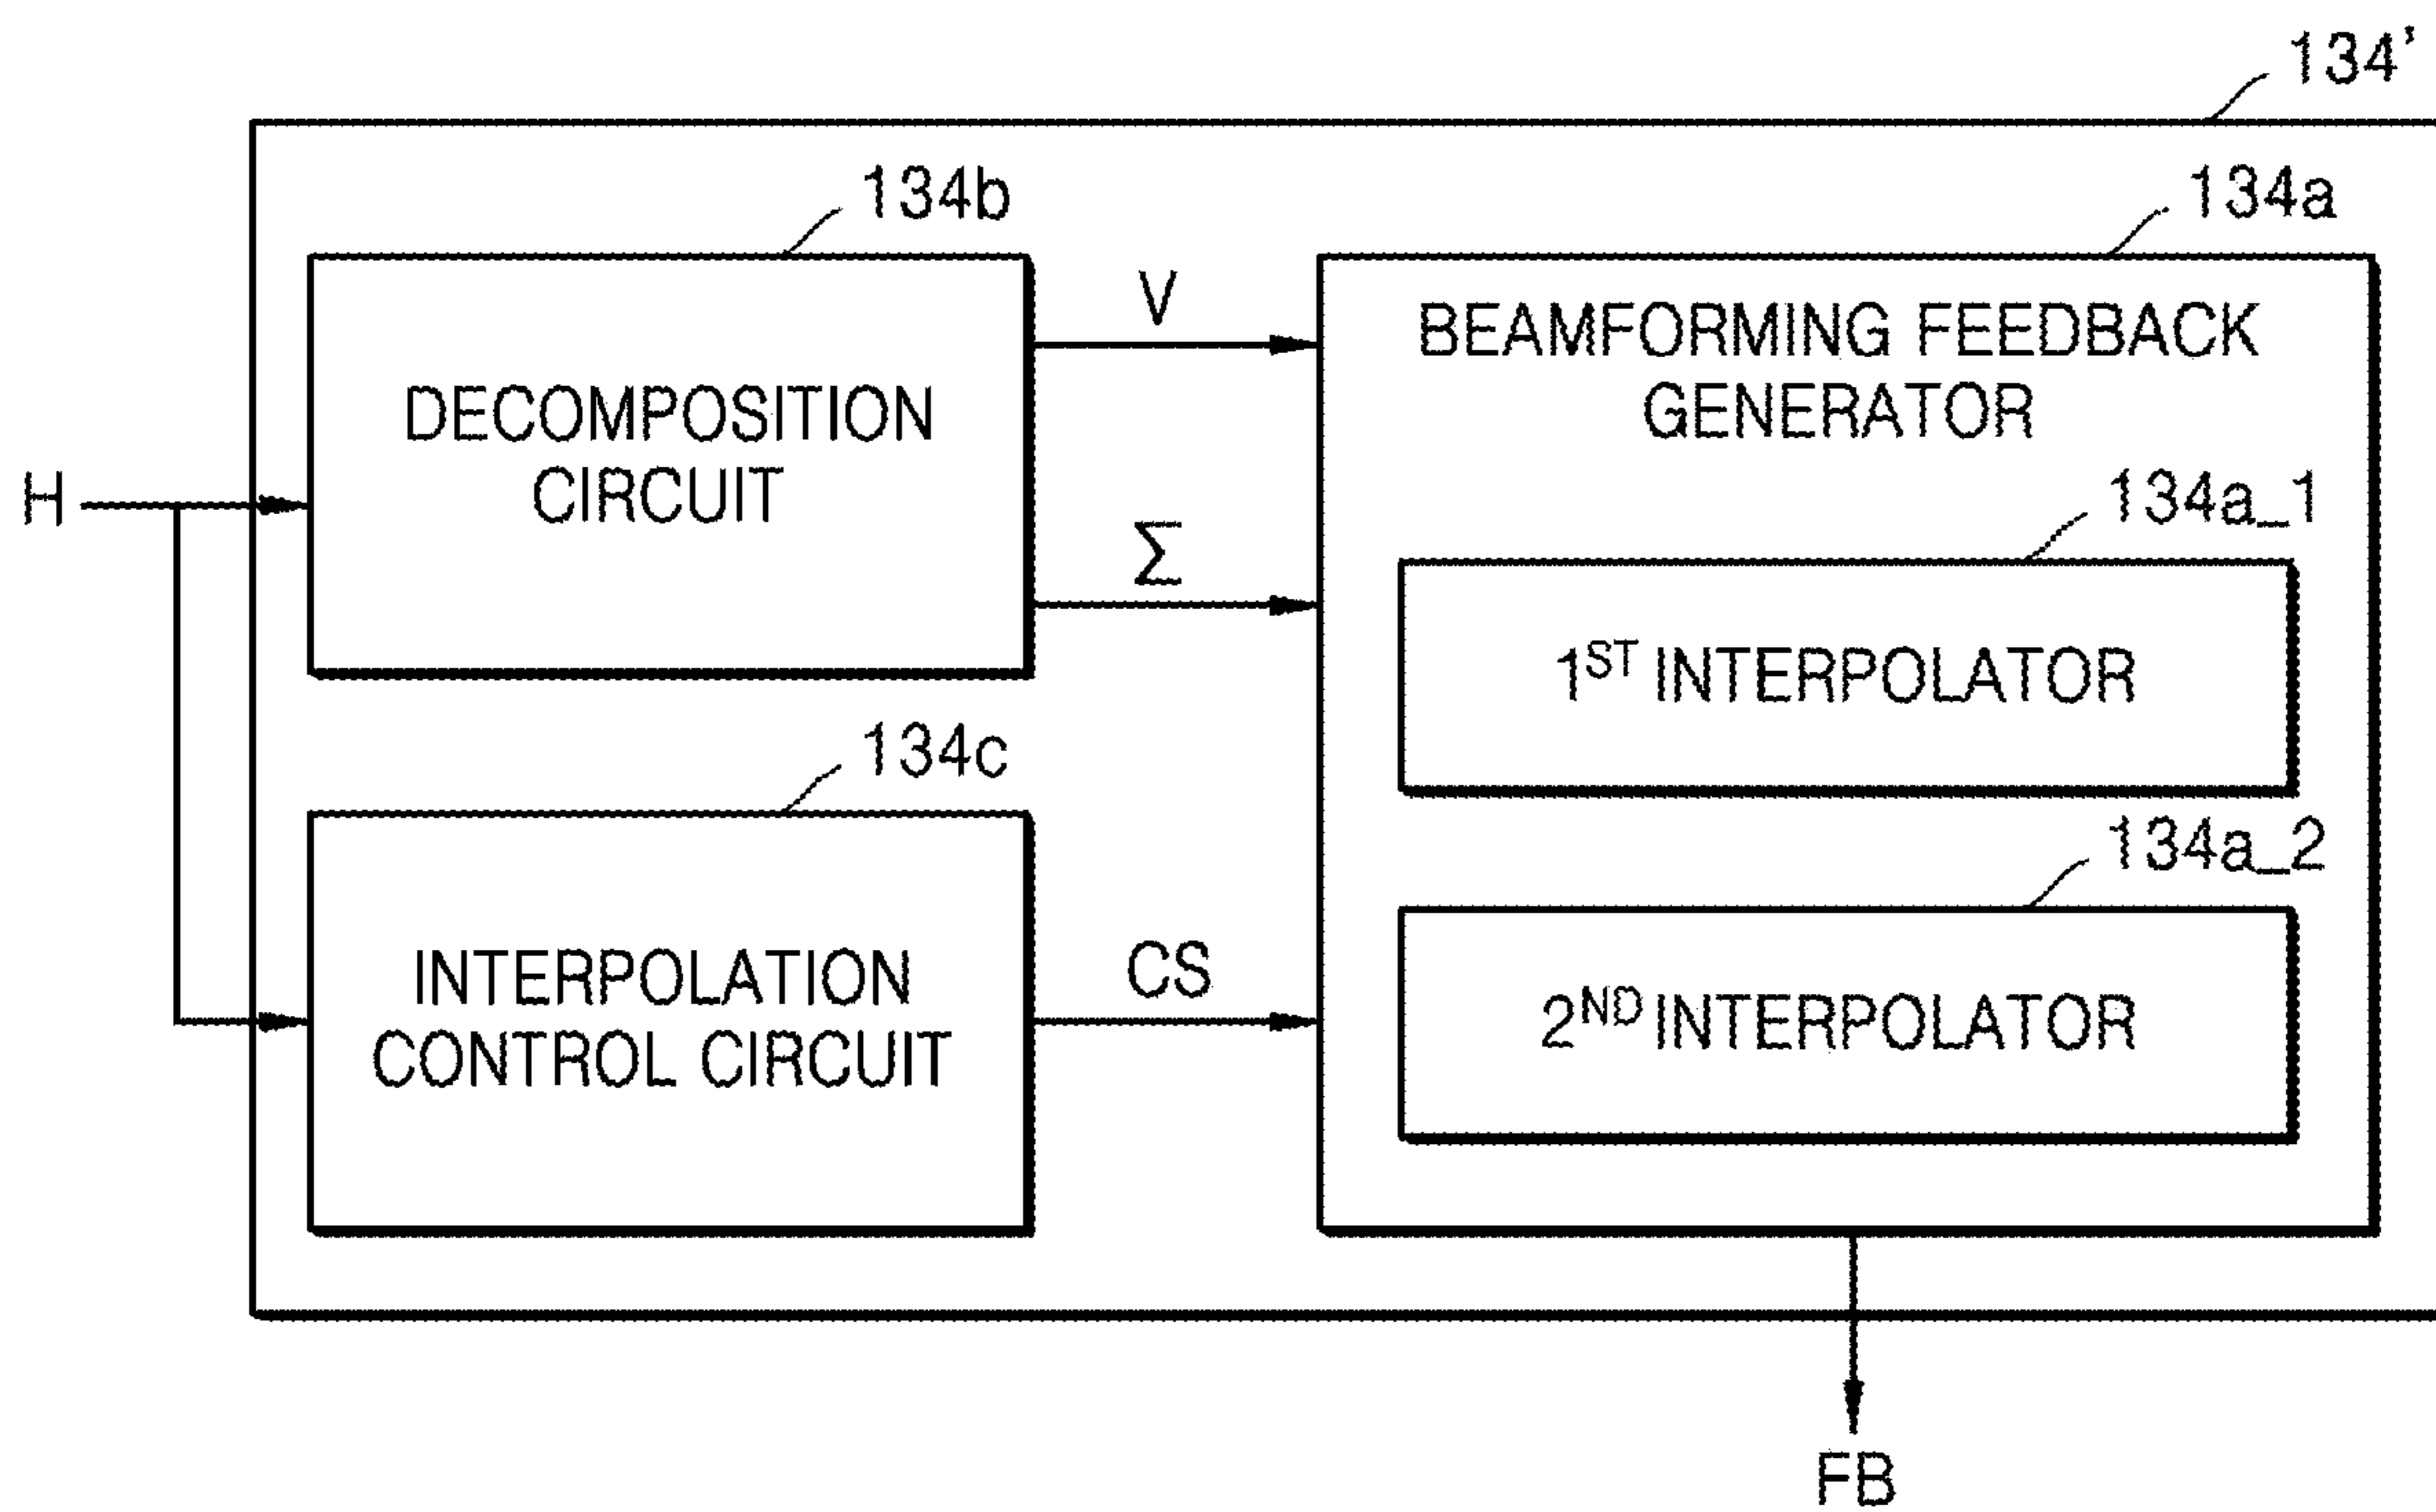 134'
134b
134a
V
BEAMFORMING FEEDBACK
GENERATOR
DECOMPOSITION
CIRCUIT
H
134a_1
Σ
1ST INTERPOLATOR
134c
134a_2
INTERPOLATION
CONTROL CIRCUIT
CS
2ND INTERPOLATOR
FB